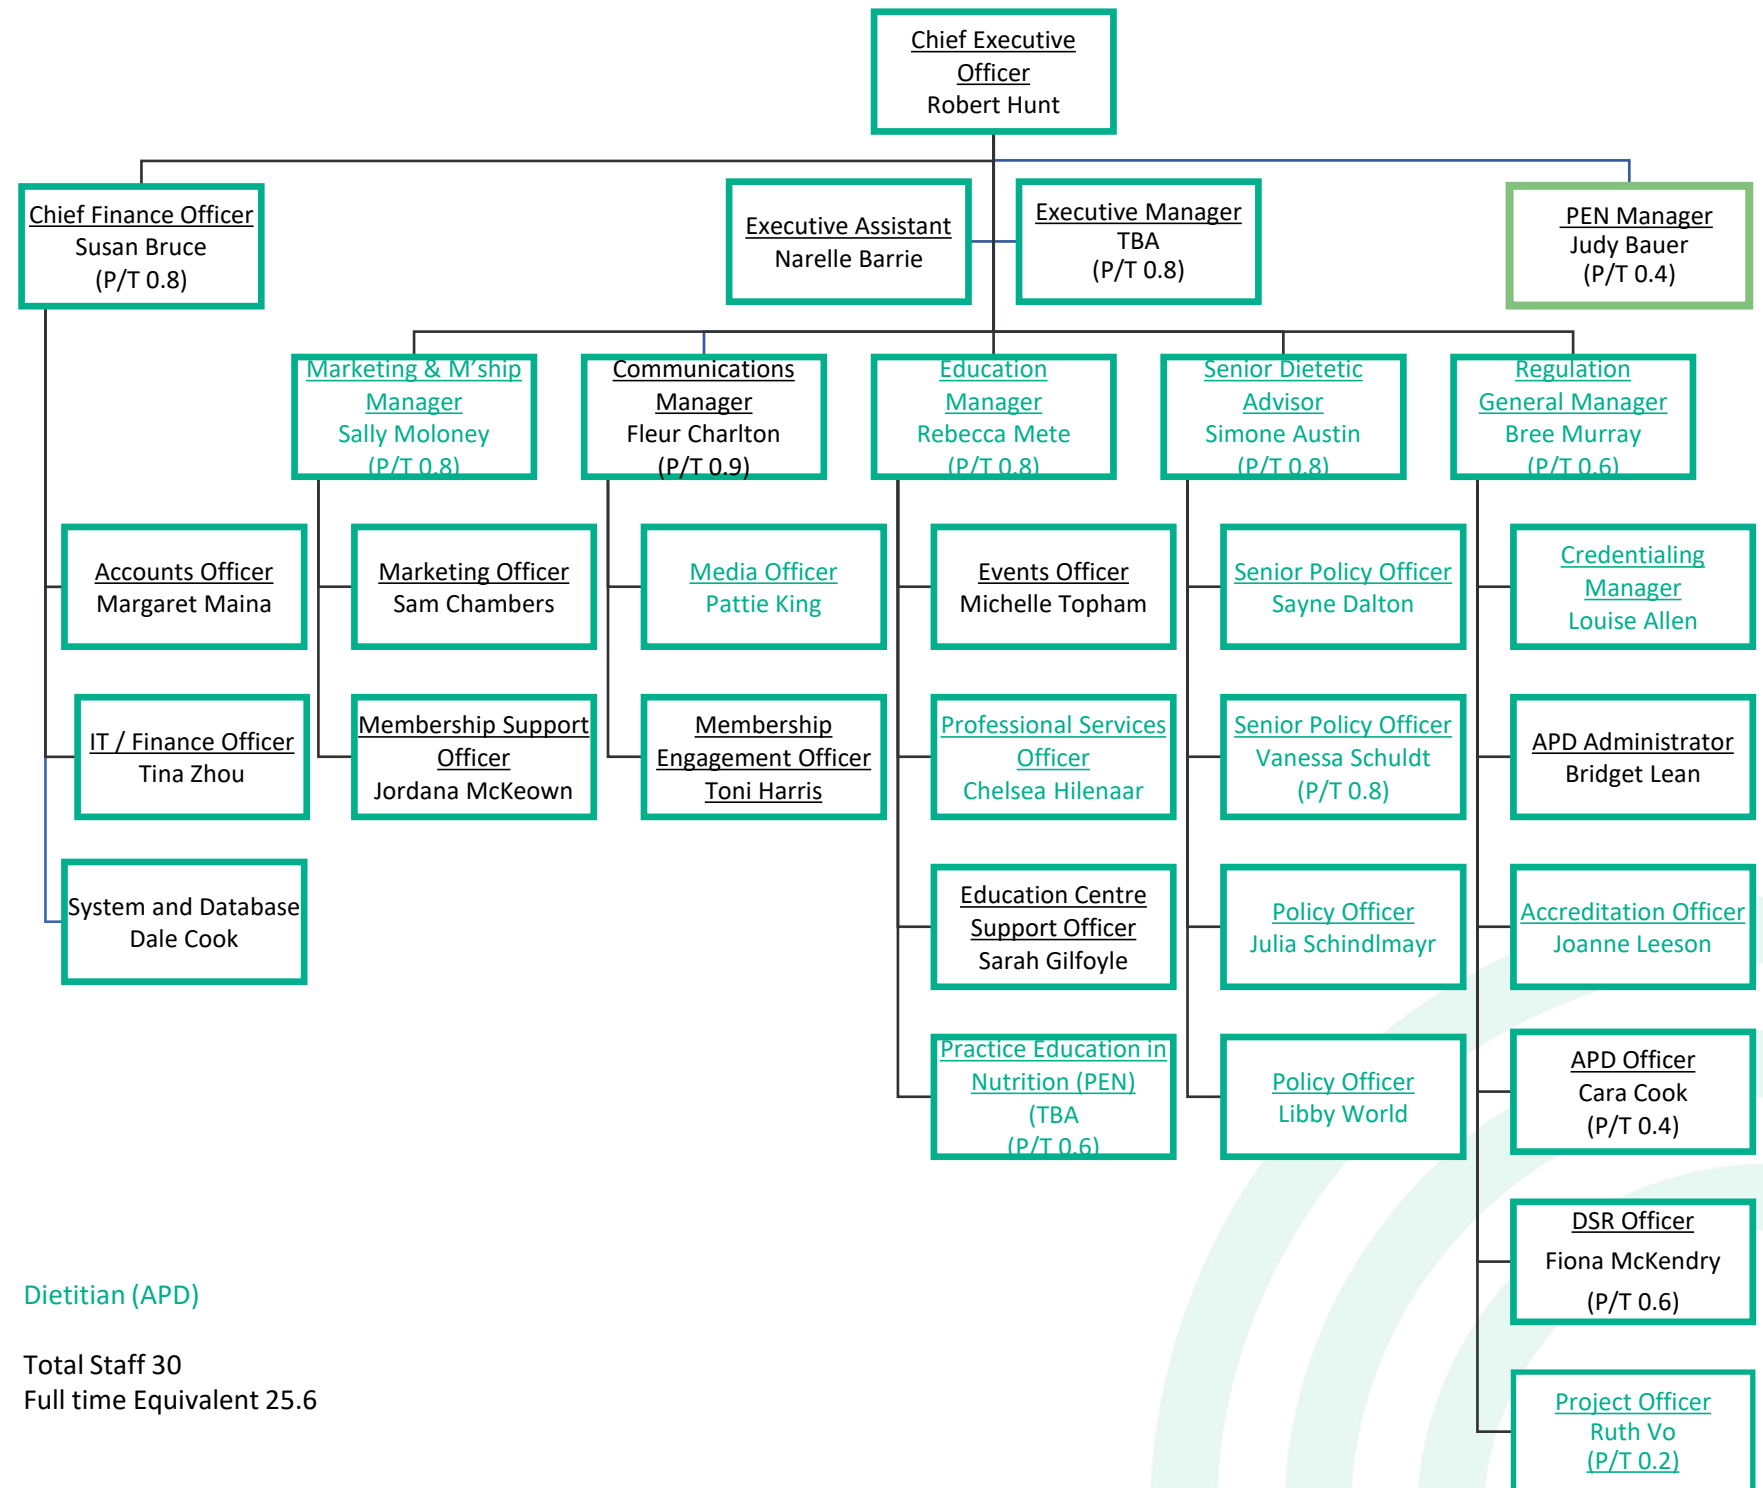 Chief Executive
Officer
Robert Hunt
Chief Finance Officer
Susan Bruce
(P/T 0.8)
Executive Assistant
Narelle Barrie
Executive Manager
TBA
(P/T 0.8)
PEN Manager
Judy Bauer
(P/T 0.4)
Marketing & M’ship
Manager
Sally Moloney
(P/T 0.8)
Communications
Manager
Fleur Charlton
(P/T 0.9)
Education
Manager
Rebecca Mete
(P/T 0.8)
Senior Dietetic
Advisor
Simone Austin
(P/T 0.8)
Regulation
General Manager
Bree Murray
(P/T 0.6)
Accounts Officer
Margaret Maina
Marketing Officer
Sam Chambers
Media Officer
Pattie King
Events Officer
Michelle Topham
Senior Policy Officer
Sayne Dalton
Credentialing
Manager
Louise Allen
IT / Finance Officer
Tina Zhou
Membership Support
Officer
Jordana McKeown
Membership
Engagement Officer
Toni Harris
Professional Services
Officer
Chelsea Hilenaar
Senior Policy Officer
Vanessa Schuldt
(P/T 0.8)
APD Administrator
Bridget Lean
System and Database
Dale Cook
Education Centre
Support Officer
Sarah Gilfoyle
Policy Officer
Julia Schindlmayr
Accreditation Officer
Joanne Leeson
Practice Education in
Nutrition (PEN)
(TBA
(P/T 0.6)
Policy Officer
Libby World
APD Officer
Cara Cook
(P/T 0.4)
DSR Officer
Fiona McKendry
(P/T 0.6)
Project Officer
Ruth Vo
(P/T 0.2)
Dietitian (APD)
Total Staff 30
Full time Equivalent 25.6